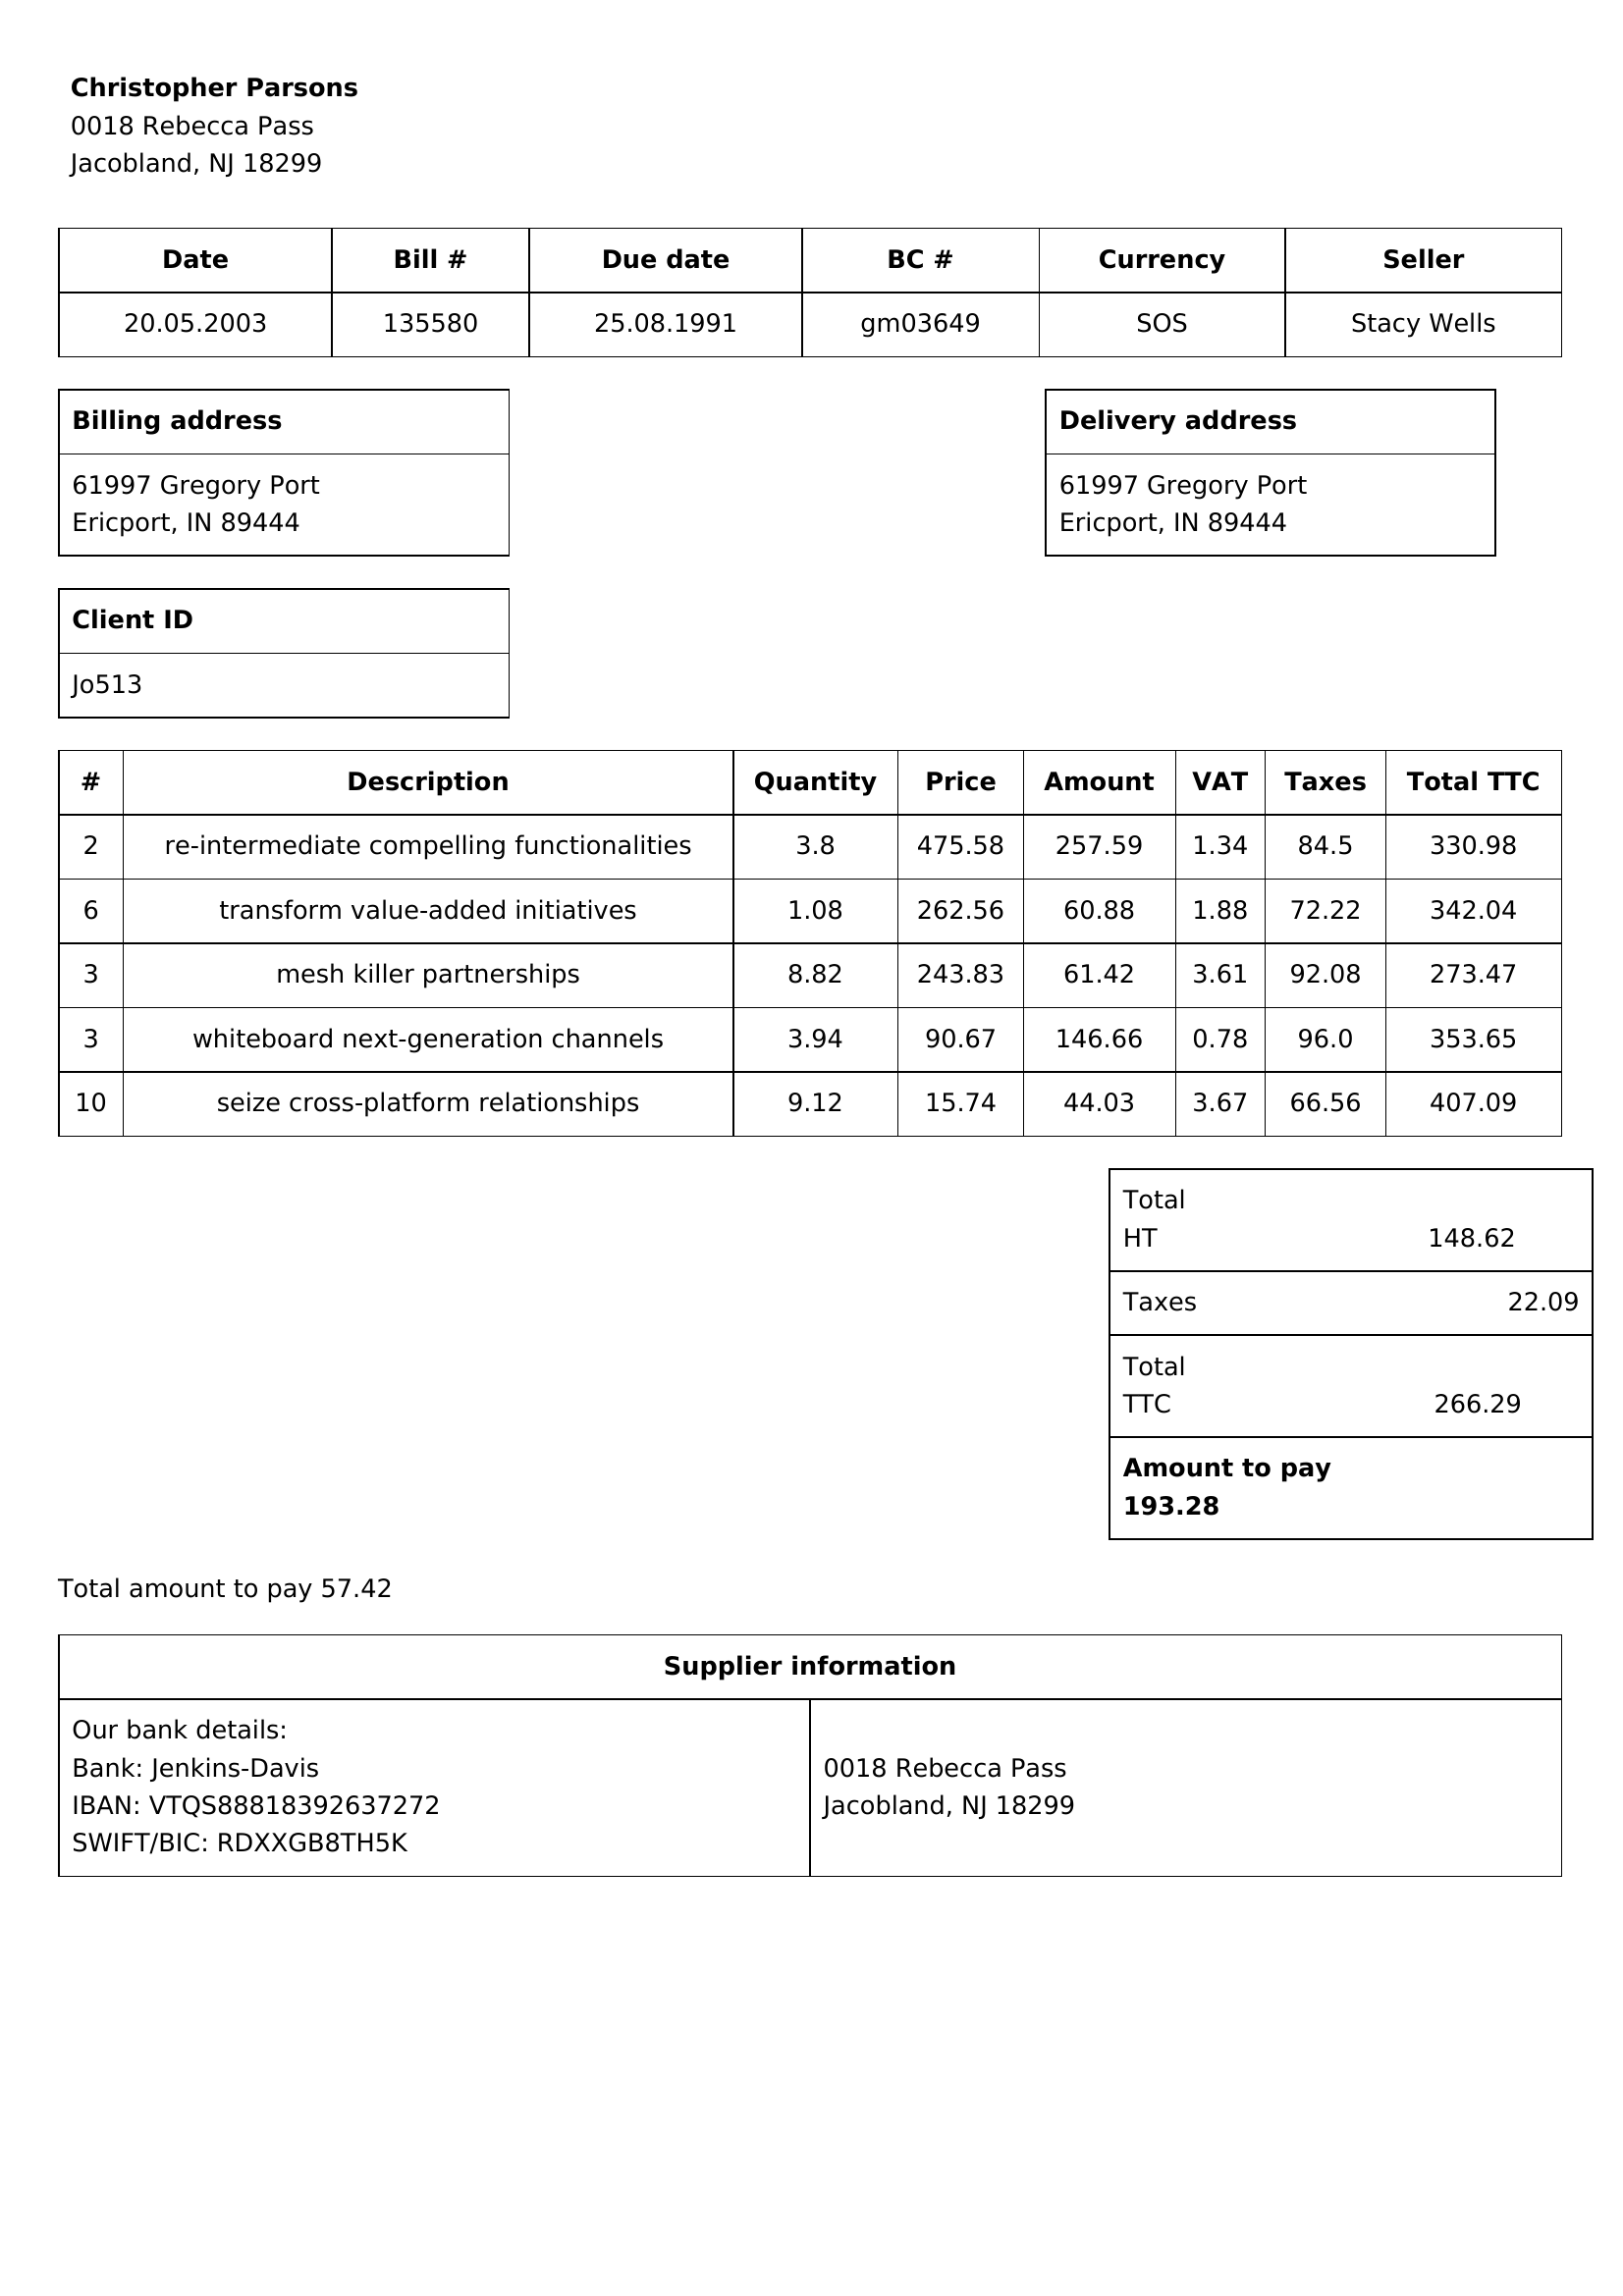 Christopher Parsons
0018 Rebecca Pass
Jacobland, NJ 18299
Date Bill # Due date BC # Currency Seller
20.05.2003 135580 25.08.1991 gm03649 SOS Stacy Wells
Billing address
61997 Gregory Port
Ericport, IN 89444
Delivery address
61997 Gregory Port
Ericport, IN 89444
Client ID
Jo513
# Description Quantity Price Amount VAT Taxes Total TTC
2 re-intermediate compelling functionalities 3.8 475.58 257.59 1.34 84.5 330.98
6 transform value-added initiatives 1.08 262.56 60.88 1.88 72.22 342.04
3 mesh killer partnerships 8.82 243.83 61.42 3.61 92.08 273.47
3 whiteboard next-generation channels 3.94 90.67 146.66 0.78 96.0 353.65
10 seize cross-platform relationships 9.12 15.74 44.03 3.67 66.56 407.09
Total
HT 148.62
Taxes 22.09
Total
TTC 266.29
Amount to pay
193.28
Total amount to pay 57.42
Supplier information
Our bank details:
Bank: Jenkins-Davis
IBAN: VTQS88818392637272
SWIFT/BIC: RDXXGB8TH5K
0018 Rebecca Pass
Jacobland, NJ 18299